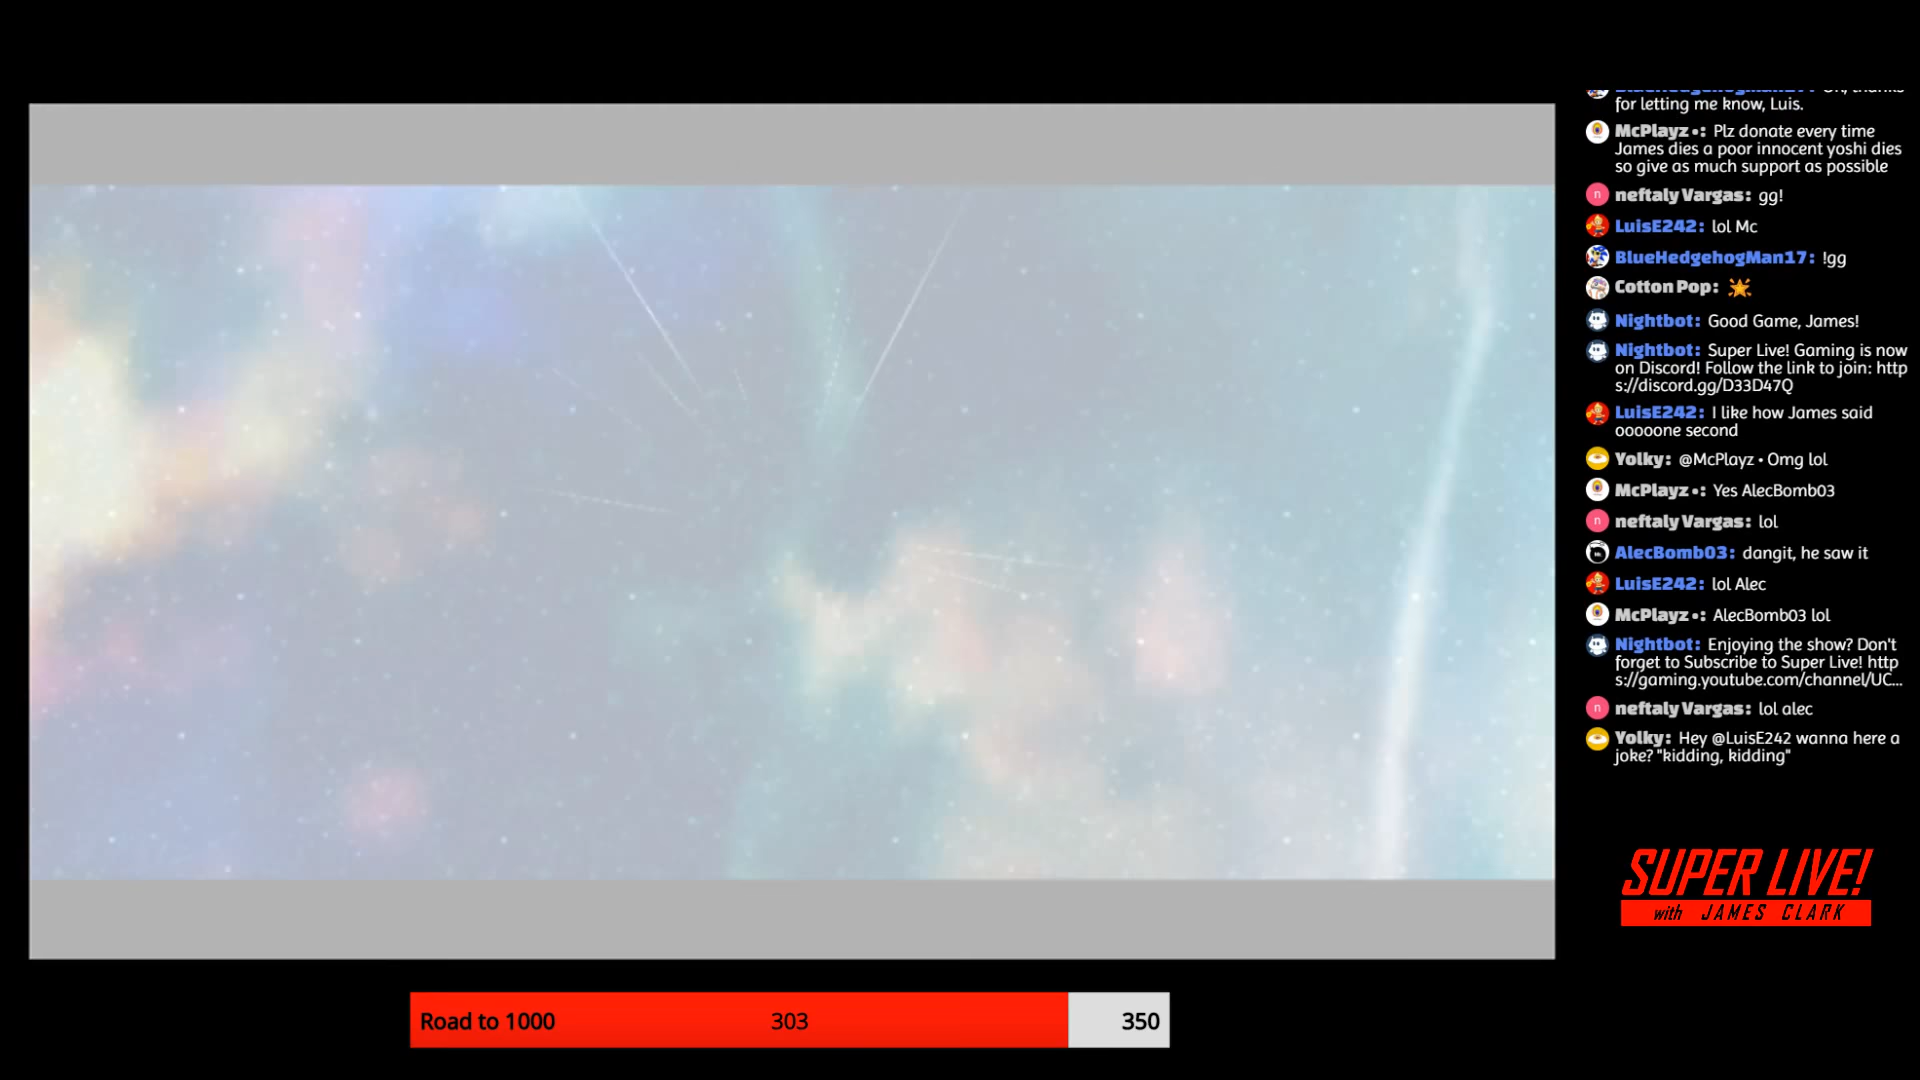 for letting me know, Luis.
McPlayz •: Plz donate every time
James dies a poor innocent yoshi dies
so give as much support as possible
n neftaly Vargas: gg!
LuisE242: lol Mc
BlueHedgehogMan17: !gg
Cotton Pop: 🌟
Nightbot: Good Game, James!
Nightbot: Super Live! Gaming is now
on Discord! Follow the link to join: http
s://discord.gg/D33D47Q
LuisE242: I like how James said
ooooone second
Yolky: @McPlayz • Omg lol
McPlayz •: Yes AlecBomb03
n neftaly Vargas: lol
AlecBomb03: dangit, he saw it
LuisE242: lol Alec
McPlayz •: AlecBomb03 lol
Nightbot: Enjoying the show? Don't
forget to Subscribe to Super Live! http
s://gaming.youtube.com/channel/UC...
n neftaly Vargas: lol alec
Yolky: Hey @LuisE242 wanna here a
joke? "kidding, kidding"
SUPER LIVE!
with JAMES CLARK
Road to 1000 303 350